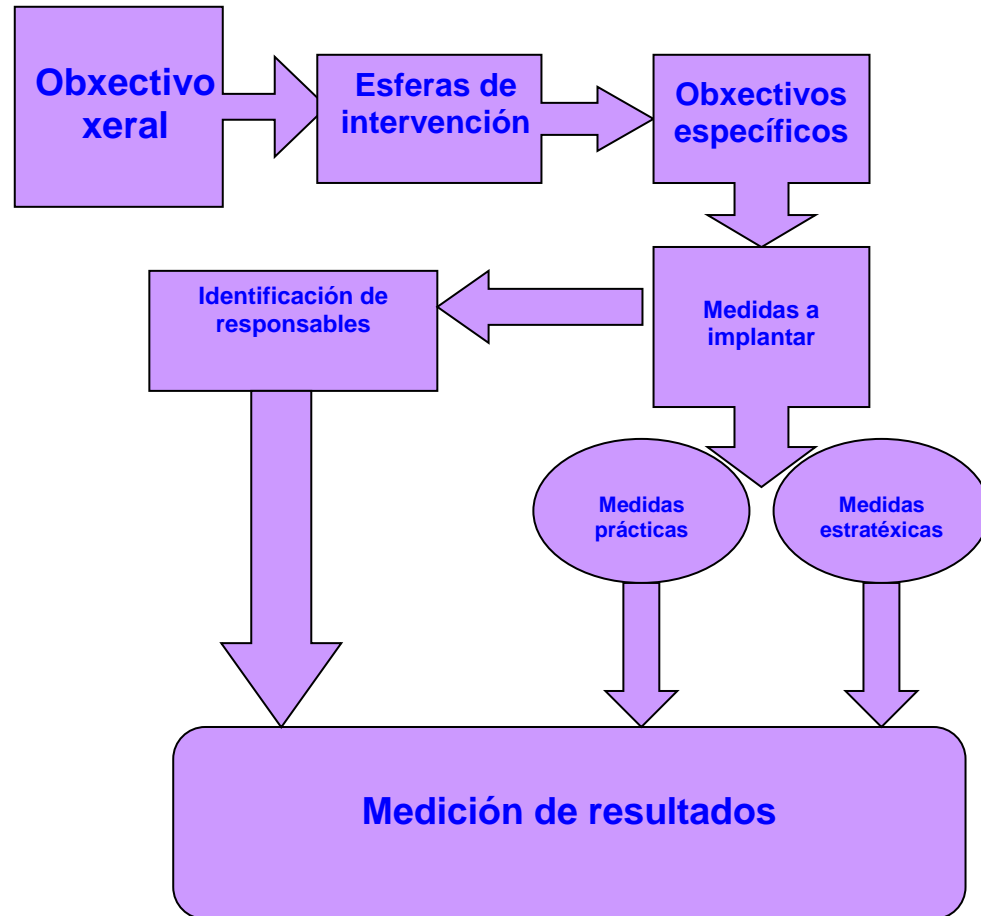 Obxectivo
xeral
Esferas de
intervención
Obxectivos
específicos
Identificación de
responsables
Medidas a
implantar
Medidas
prácticas
Medidas
estratéxicas
Medición de resultados